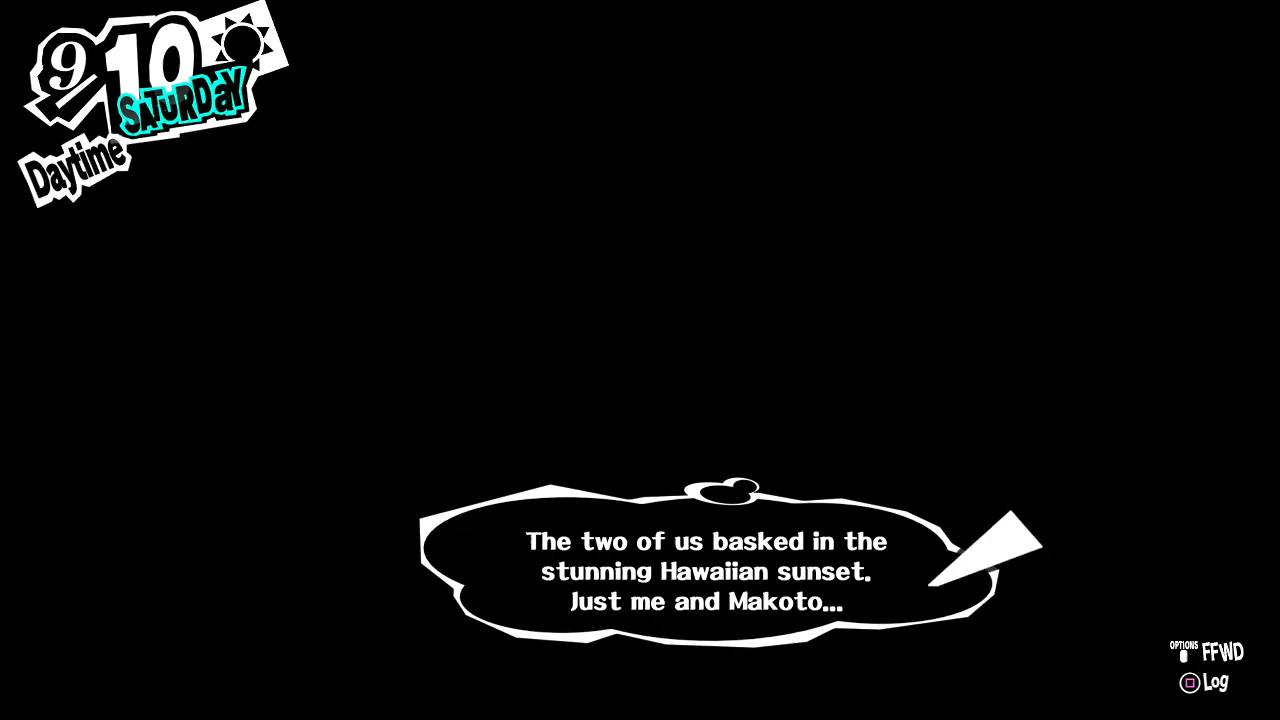 9/10
SATURDAY
Daytime
The two of us basked in the
stunning Hawaiian sunset.
Just me and Makoto...
OPTIONS FFWD
Log